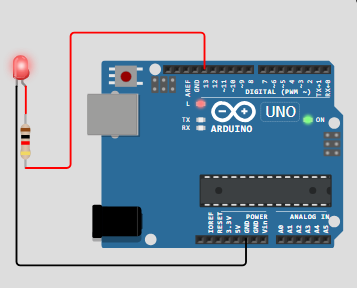 AREF
GND
13
12
~11
~10
~9
8
7
~6
~5
4
~3
2
TX→1
RX←0
DIGITAL (PWM ~)
L
UNO
TX
RX
ARDUINO
ON
IOREF
RESET
3.3V
5V
GND
GND
Vin
POWER
ANALOG IN
A0
A1
A2
A3
A4
A5